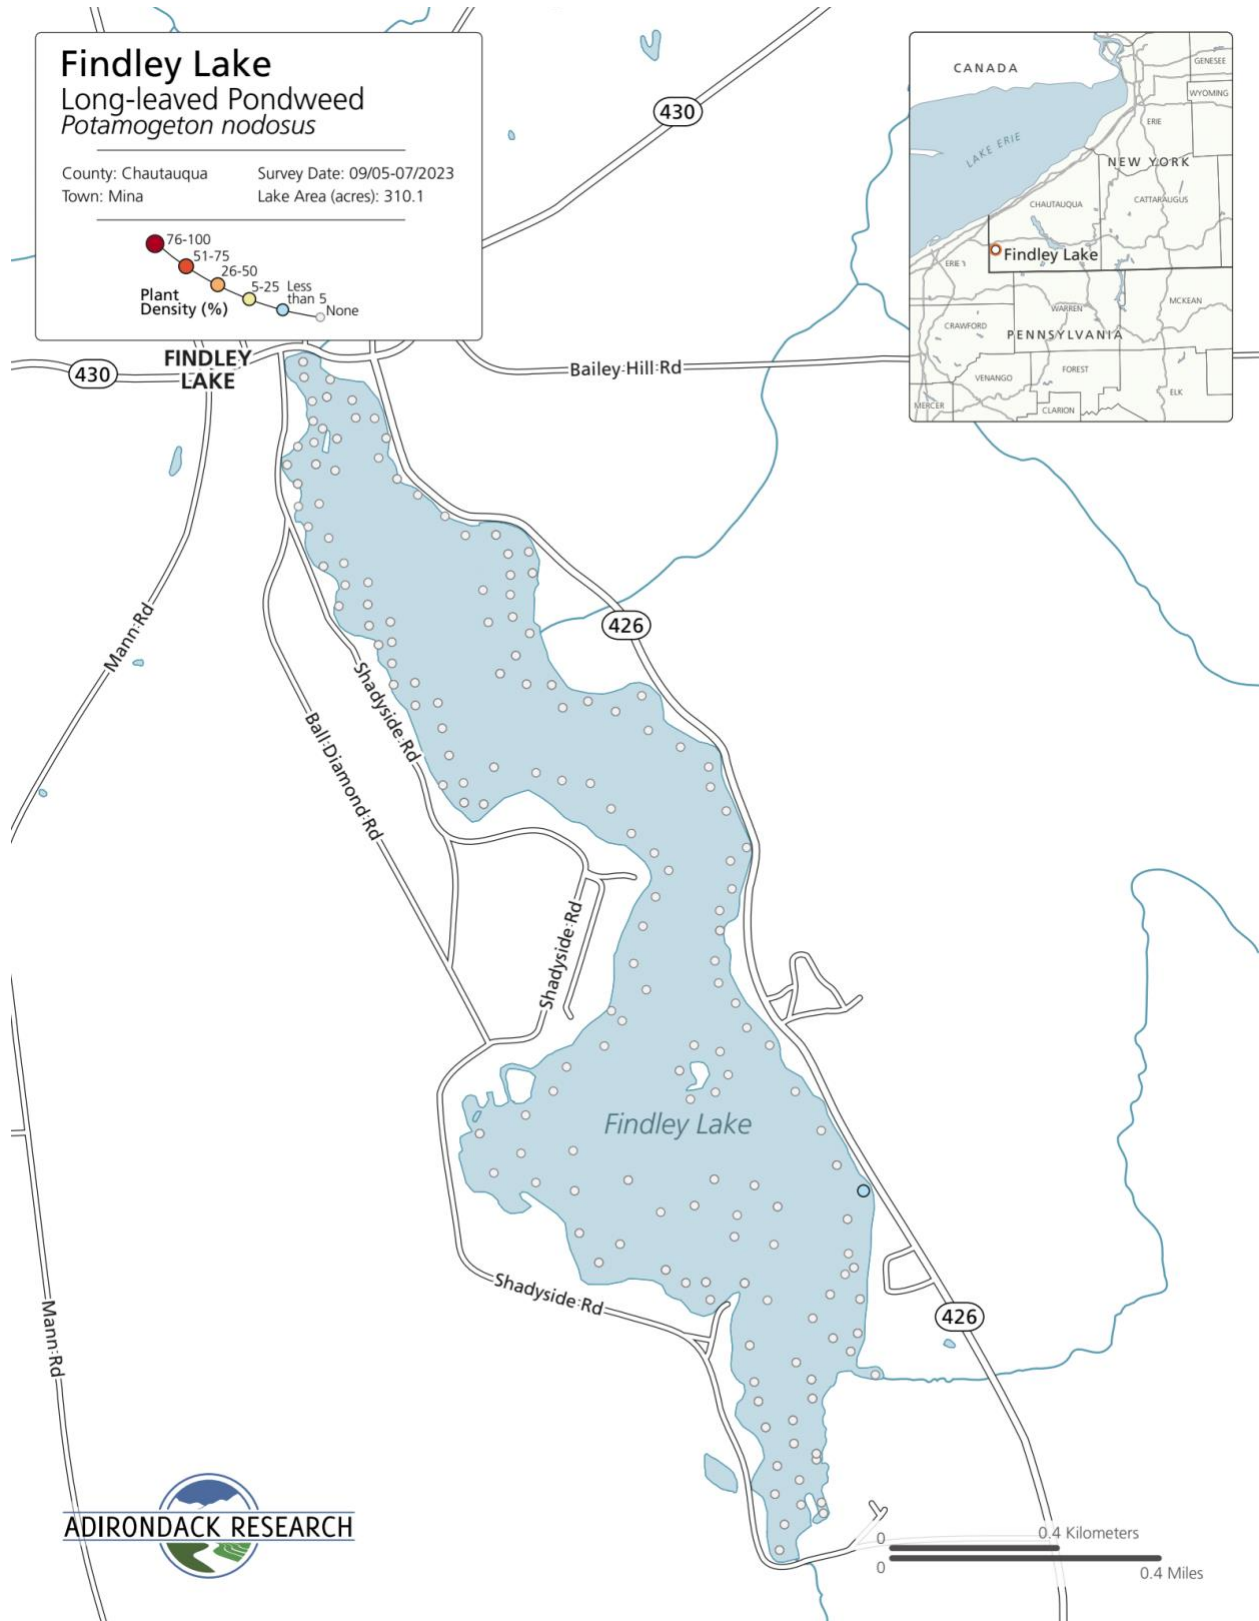 Findley Lake
Long-leaved Pondweed
Potamogeton nodosus
County: Chautauqua
Survey Date: 09/05-07/2023
Town: Mina
Lake Area (acres): 310.1
76-100
51-75
26-50
5-25
Less
than 5
None
Plant
Density (%)
CANADA
GENESEE
WYOMING
ERIE
LAKE ERIE
NEW YORK
CHAUTAUQUA
CATTARAUGUS
Findley Lake
ERIE
MCKEAN
WARREN
CRAWFORD
PENNSYLVANIA
FOREST
VENANGO
ELK
MERCER
CLARION
430
FINDLEY
LAKE
430
Bailey Hill Rd
426
Mann Rd
Shadyside Rd
Ball Diamond Rd
Shadyside Rd
Findley Lake
Shadyside Rd
Mann Rd
426
ADIRONDACK RESEARCH
0
0.4 Kilometers
0
0.4 Miles